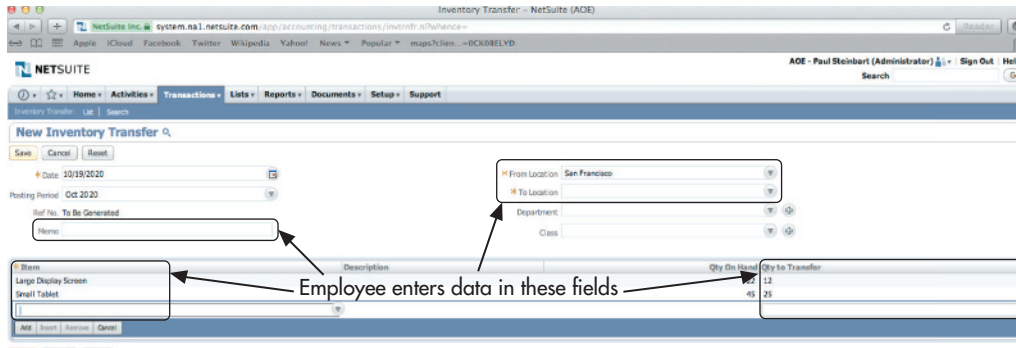 Inventory Transfer – NetSuite (AOE)
NetSuite Inc. system.na1.netsuite.com/app/accounting/transactions/invtrnfr.nl?whence= Reader
Apple iCloud Facebook Twitter Wikipedia Yahoo! News Popular maps?clien...=0CX08ELYD
NETSUITE
AOE - Paul Steinbart (Administrator) Sign Out Hel
Search G
Home Activities Transactions Lists Reports Documents Setup Support
Inventory Transfer: List Search
New Inventory Transfer
Save Cancel Reset
* Date 10/19/2020
* From Location San Francisco
Posting Period Oct 2020
* To Location
Ref No. To Be Generated
Department
Memo
Class
* Item Description Qty On Hand Qty to Transfer
Large Display Screen 12
Small Tablet 45 25
Employee enters data in these fields
Add Insert Remove Cancel